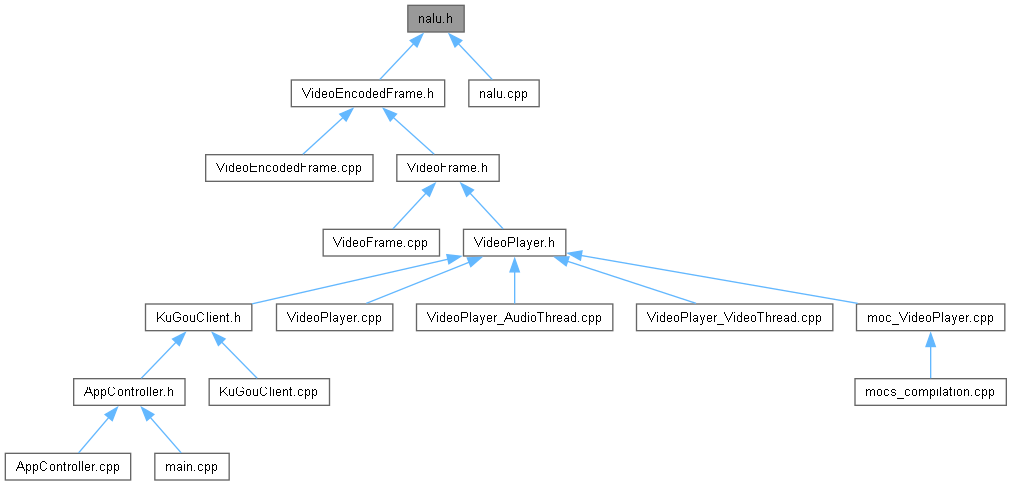 nalu.h
VideoEncodedFrame.h
nalu.cpp
VideoEncodedFrame.cpp
VideoFrame.h
VideoFrame.cpp
VideoPlayer.h
KuGouClient.h
VideoPlayer.cpp
VideoPlayer_AudioThread.cpp
VideoPlayer_VideoThread.cpp
moc_VideoPlayer.cpp
AppController.h
KuGouClient.cpp
mocs_compilation.cpp
AppController.cpp
main.cpp